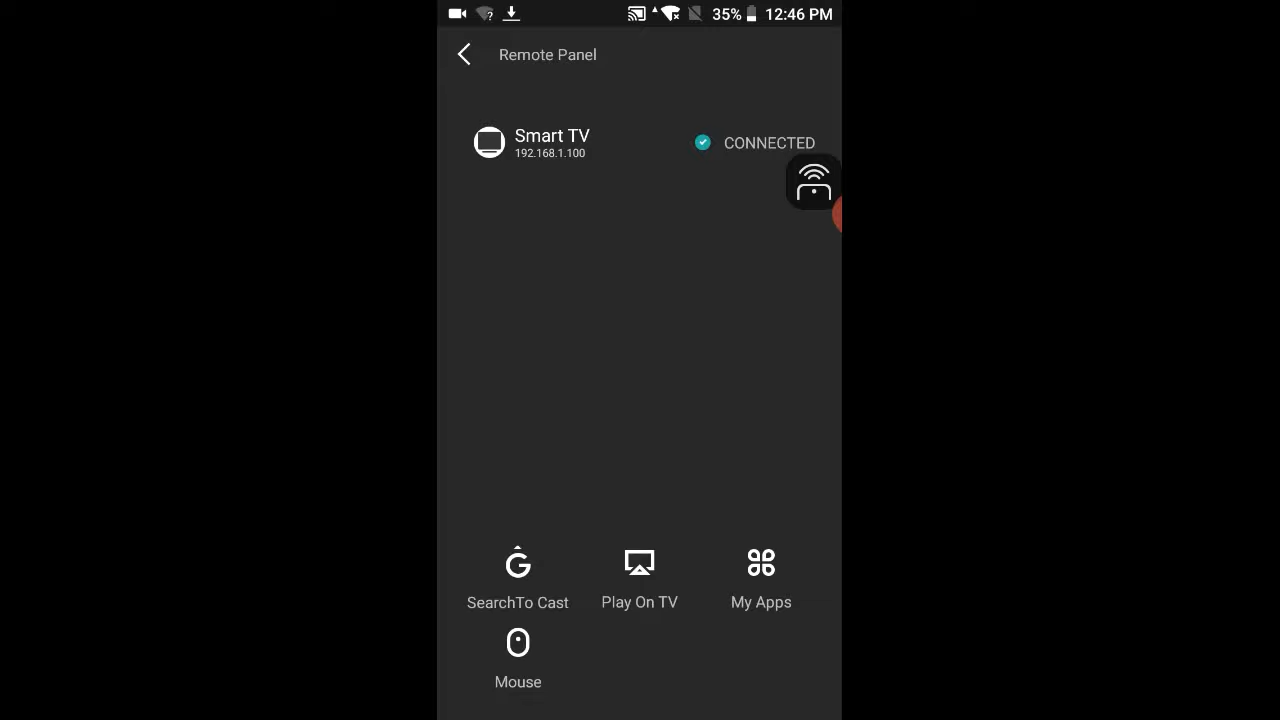 35% 12:46 PM
Remote Panel
Smart TV
192.168.1.100
CONNECTED
SearchTo Cast
Play On TV
My Apps
Mouse